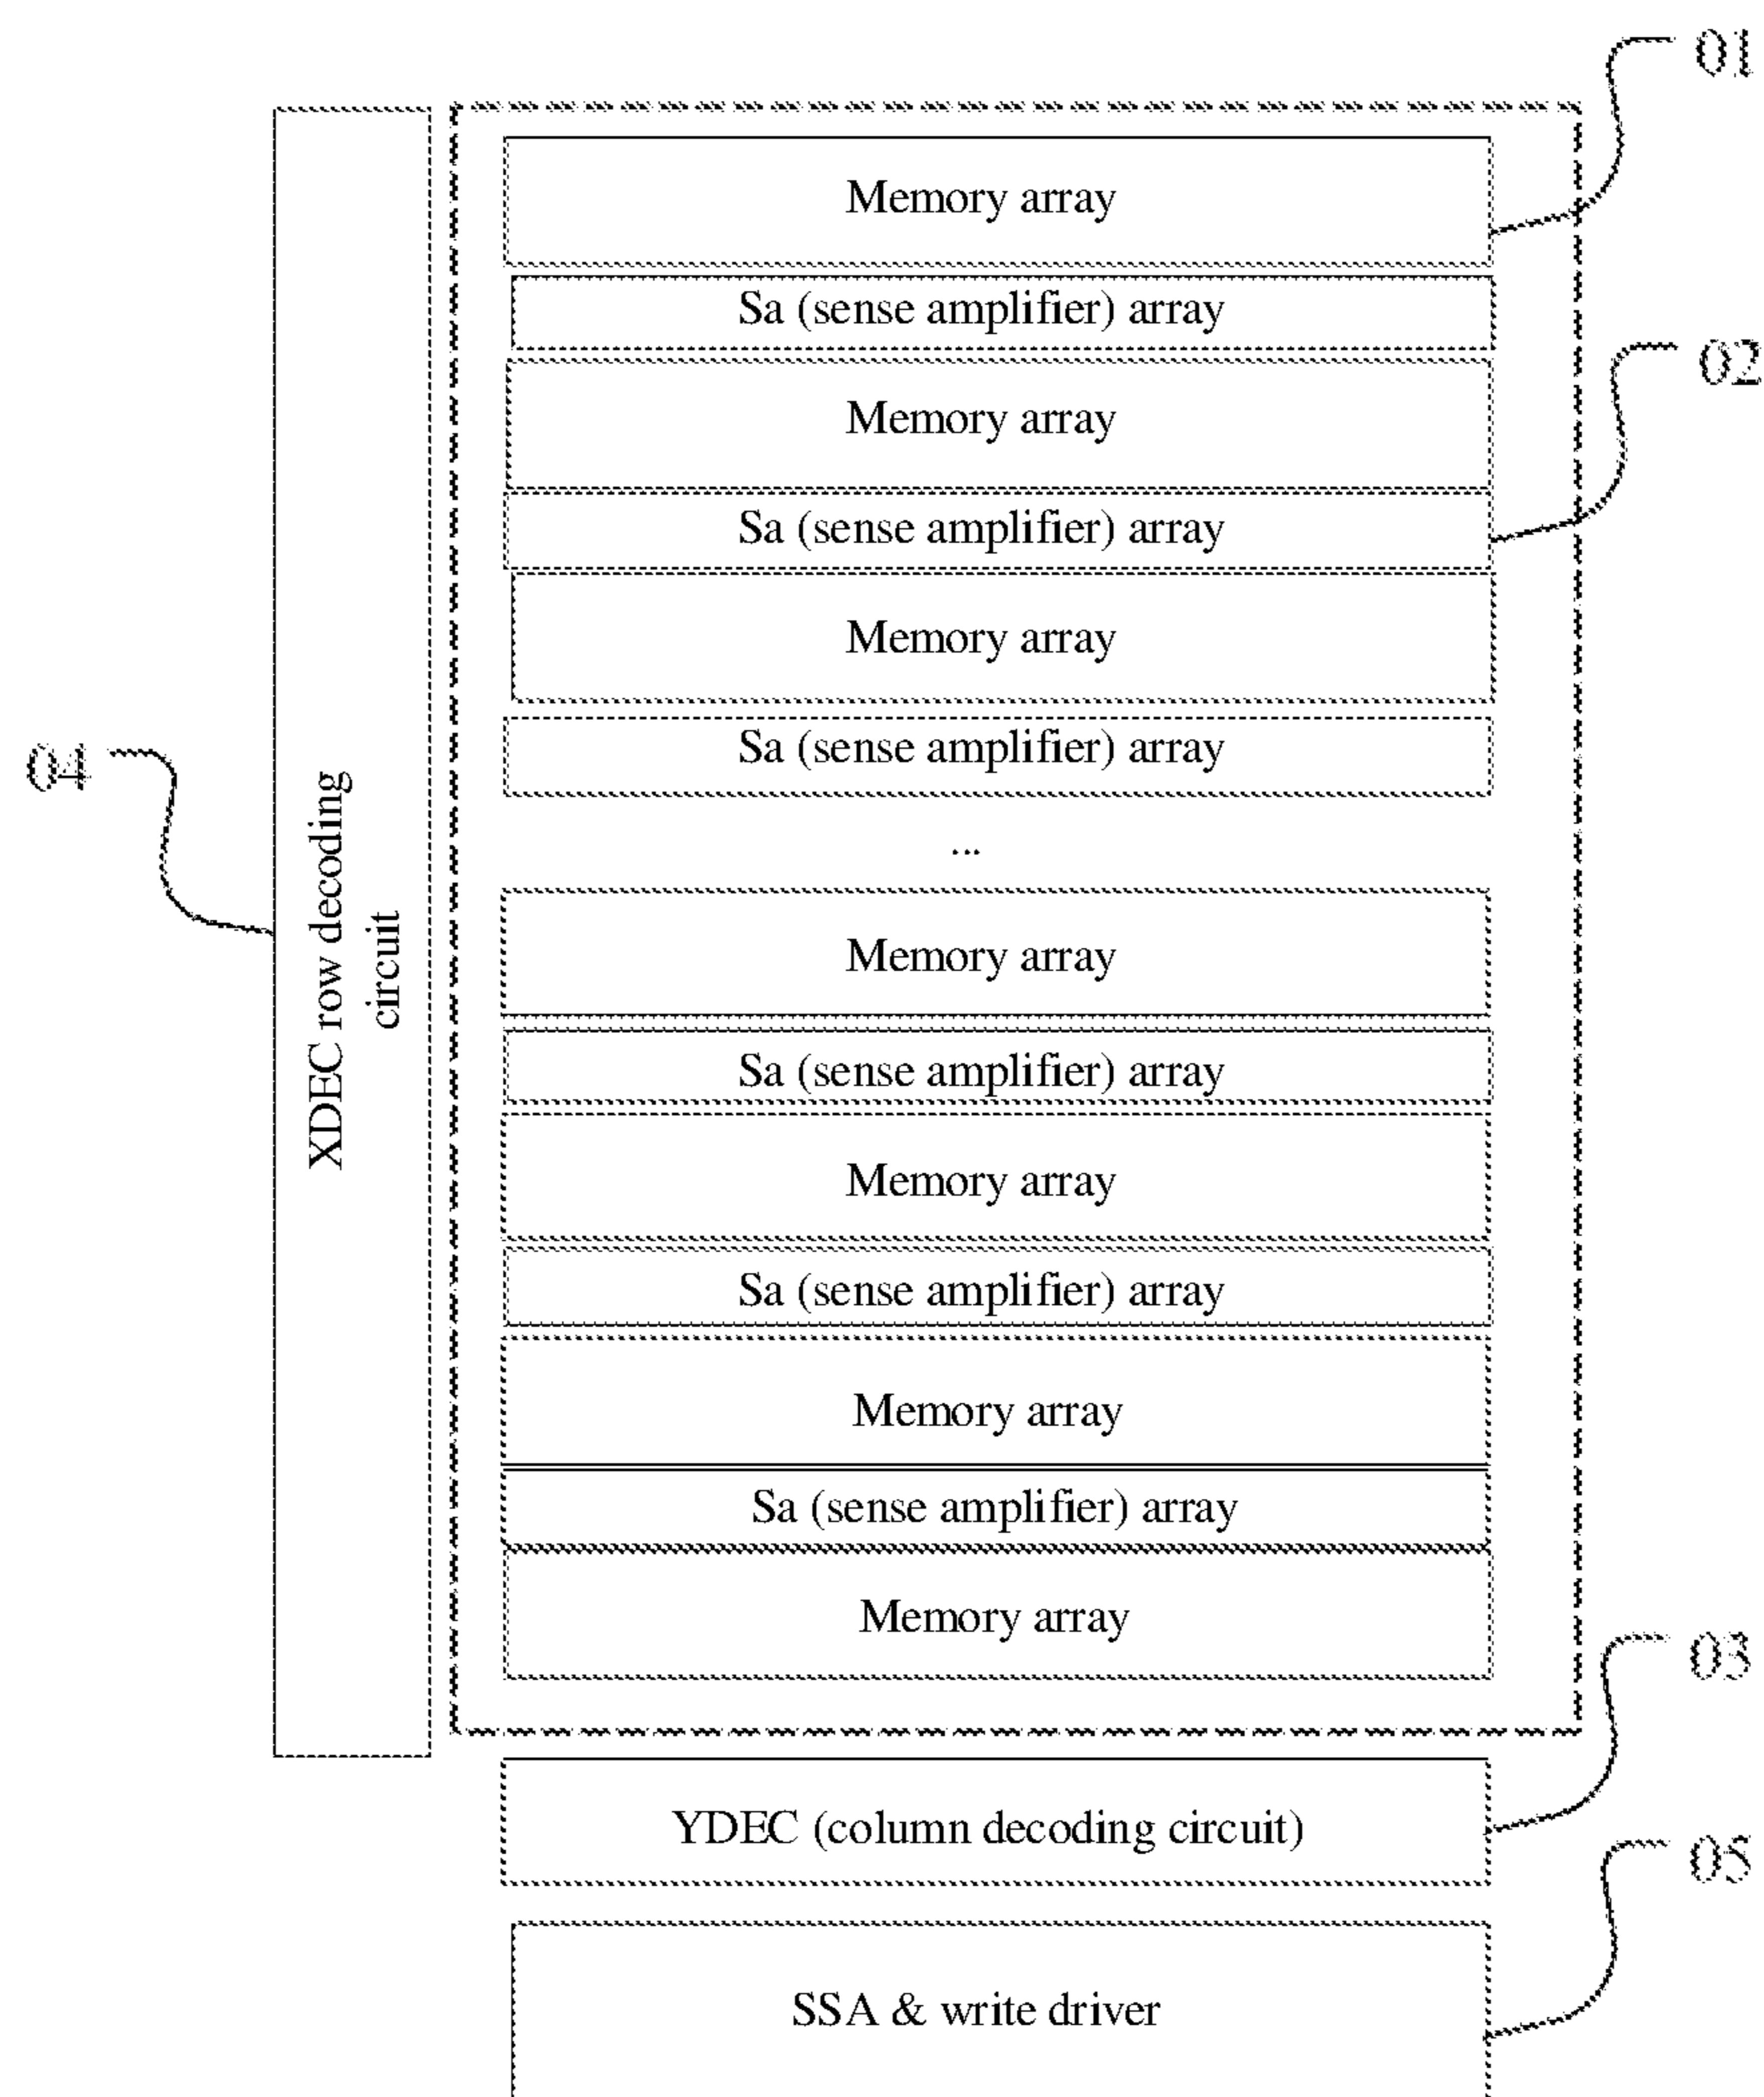 01
Memory array
Sa (sense amplifier) array
02
Memory array
Sa (sense amplifier) array
Memory array
Sa (sense amplifier) array
04
XDEC row decoding
circuit
...
Memory array
Sa (sense amplifier) array
Memory array
Sa (sense amplifier) array
Memory array
Sa (sense amplifier) array
Memory array
03
YDEC (column decoding circuit)
05
SSA & write driver